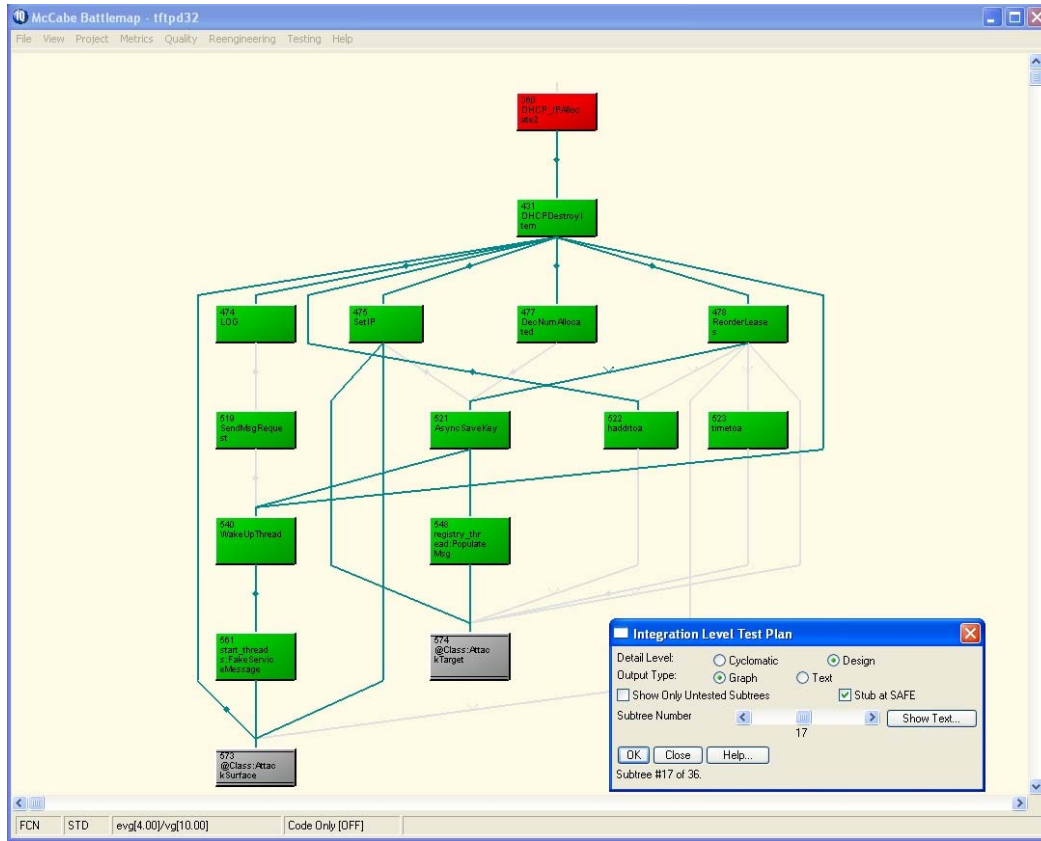 McCabe Battlemap - tftpd32
File View Project Metrics Quality Reengineering Testing Help
360
DHCP_IPAlloc
ate2
431
DHCPDestroyI
tem
474
LOG
475
SetIP
477
DecNumAlloca
ted
478
ReorderLease
s
519
SendMsgReque
st
521
AsyncSaveKey
522
haddrtoa
523
timetoa
540
WakeUpThread
548
registry_thr
ead::Populate
Msg
561
start_thread
s::FakeServic
eMessage
574
@Class:Attac
kTarget
573
@Class:Attac
kSurface
Integration Level Test Plan
Detail Level: Cyclomatic Design
Output Type: Graph Text
Show Only Untested Subtrees Stub at SAFE
Subtree Number Show Text...
17
OK Close Help...
Subtree #17 of 36.
FCN STD evg[4.00]/vg[10.00] Code Only [OFF]